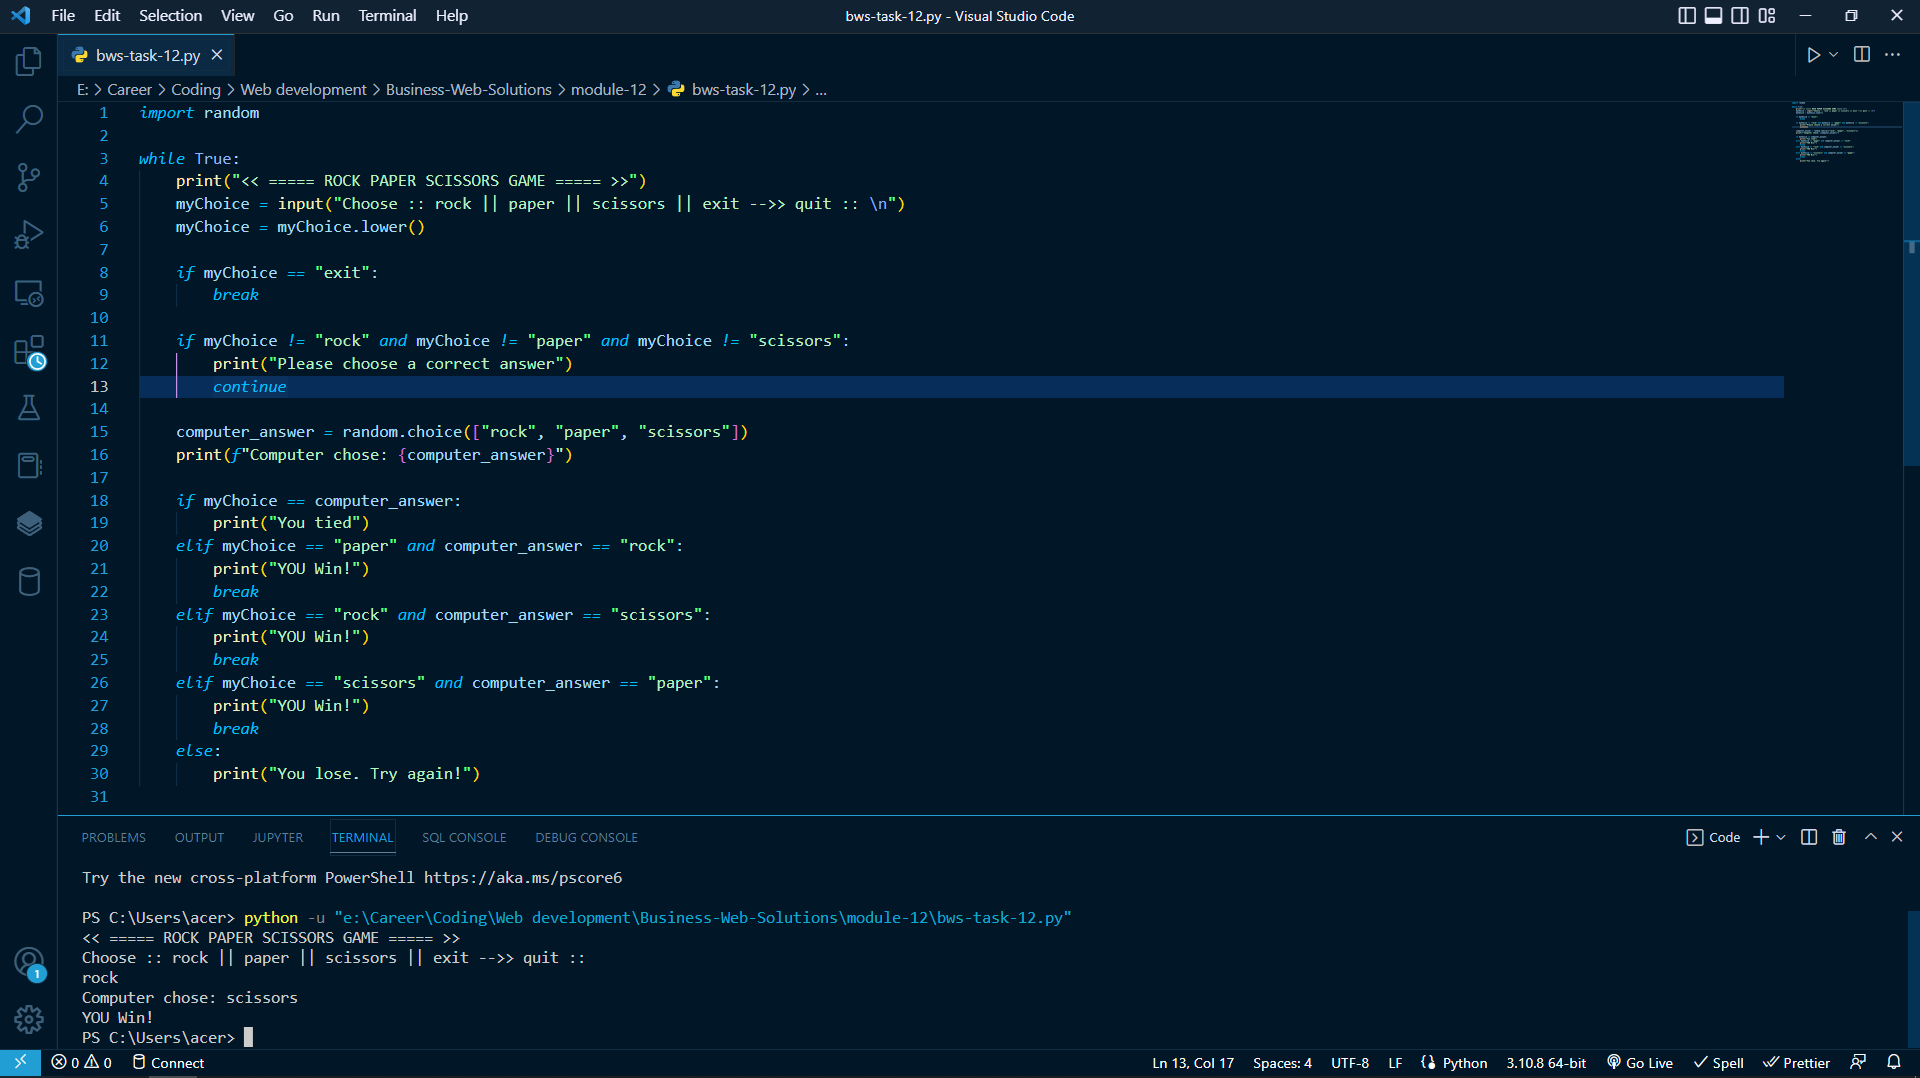 File Edit Selection View Go Run Terminal Help bws-task-12.py - Visual Studio Code
bws-task-12.py
E: > Career > Coding > Web development > Business-Web-Solutions > module-12 > bws-task-12.py > ...
1 import random
2
3 while True:
4     print("<< ===== ROCK PAPER SCISSORS GAME ===== >>")
5     myChoice = input("Choose :: rock || paper || scissors || exit -->> quit :: \n")
6     myChoice = myChoice.lower()
7
8     if myChoice == "exit":
9         break
10
11     if myChoice != "rock" and myChoice != "paper" and myChoice != "scissors":
12         print("Please choose a correct answer")
13         continue
14
15     computer_answer = random.choice(["rock", "paper", "scissors"])
16     print(f"Computer chose: {computer_answer}")
17
18     if myChoice == computer_answer:
19         print("You tied")
20     elif myChoice == "paper" and computer_answer == "rock":
21         print("YOU Win!")
22         break
23     elif myChoice == "rock" and computer_answer == "scissors":
24         print("YOU Win!")
25         break
26     elif myChoice == "scissors" and computer_answer == "paper":
27         print("YOU Win!")
28         break
29     else:
30         print("You lose. Try again!")
31
PROBLEMS OUTPUT JUPYTER TERMINAL SQL CONSOLE DEBUG CONSOLE Code
Try the new cross-platform PowerShell https://aka.ms/pscore6
PS C:\Users\acer> python -u "e:\Career\Coding\Web development\Business-Web-Solutions\module-12\bws-task-12.py"
<< ===== ROCK PAPER SCISSORS GAME ===== >>
Choose :: rock || paper || scissors || exit -->> quit ::
rock
Computer chose: scissors
YOU Win!
PS C:\Users\acer>
1
0 0 Connect Ln 13, Col 17 Spaces: 4 UTF-8 LF Python 3.10.8 64-bit Go Live Spell Prettier